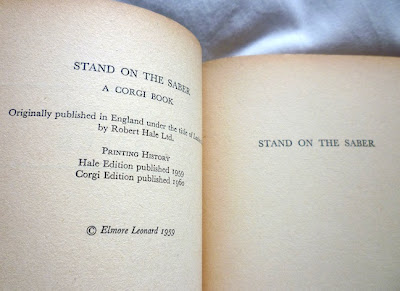 STAND ON THE SABER
A CORGI BOOK
Originally published in England under the title of
by Robert Hale Ltd.
PRINTING HISTORY
Hale Edition published 1959
Corgi Edition published 1960
© Elmore Leonard 1959
STAND ON THE SABER